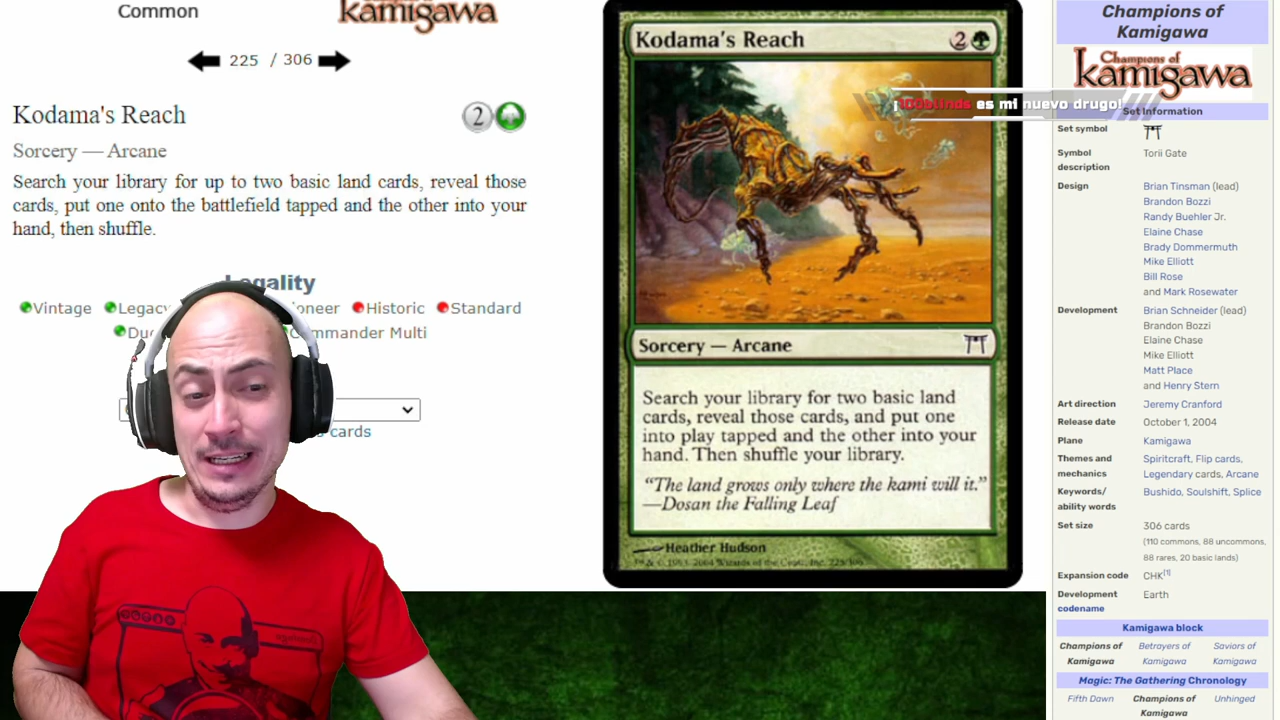 Common
kamigawa
225 / 306
Kodama's Reach
2
Sorcery — Arcane
Search your library for up to two basic land cards, reveal those
cards, put one onto the battlefield tapped and the other into your
hand, then shuffle.
Legality
Vintage Legacy Historic Standard
Commander Multi
cards
Kodama's Reach
2
Sorcery — Arcane
Search your library for two basic land
cards, reveal those cards, and put one
into play tapped and the other into your
hand. Then shuffle your library.
“The land grows only where the kami will it.”
—Dosan the Falling Leaf
Heather Hudson
¡100blinds es mi nuevo drugo!
Champions of
Kamigawa
Champions of
kamigawa
Set Information
Set symbol
Symbol description Torii Gate
Design Brian Tinsman (lead)
Brandon Bozzi
Randy Buehler Jr.
Elaine Chase
Brady Dommermuth
Mike Elliott
Bill Rose
and Mark Rosewater
Development Brian Schneider (lead)
Brandon Bozzi
Elaine Chase
Mike Elliott
Matt Place
and Henry Stern
Art direction Jeremy Cranford
Release date October 1, 2004
Plane Kamigawa
Themes and mechanics Spiritcraft, Flip cards,
Legendary cards, Arcane
Keywords/ability words Bushido, Soulshift, Splice
Set size 306 cards
(110 commons, 88 uncommons,
88 rares, 20 basic lands)
Expansion code CHK[1]
Development codename Earth
Kamigawa block
Champions of Kamigawa Betrayers of Kamigawa Saviors of Kamigawa
Magic: The Gathering Chronology
Fifth Dawn Champions of Kamigawa Unhinged